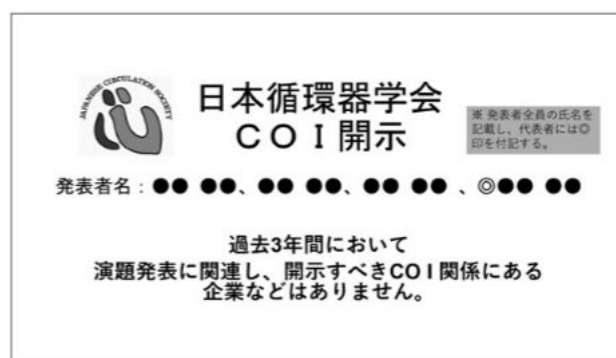 JAPANESE CIRCULATION SOCIETY
日本循環器学会
COI開示
※ 発表者全員の氏名を
記載し、代表者には◎
印を付記する。
発表者名：●● ●●、●● ●●、●● ●● 、◎●● ●●
過去3年間において
演題発表に関連し、開示すべきCOI関係にある
企業などはありません。